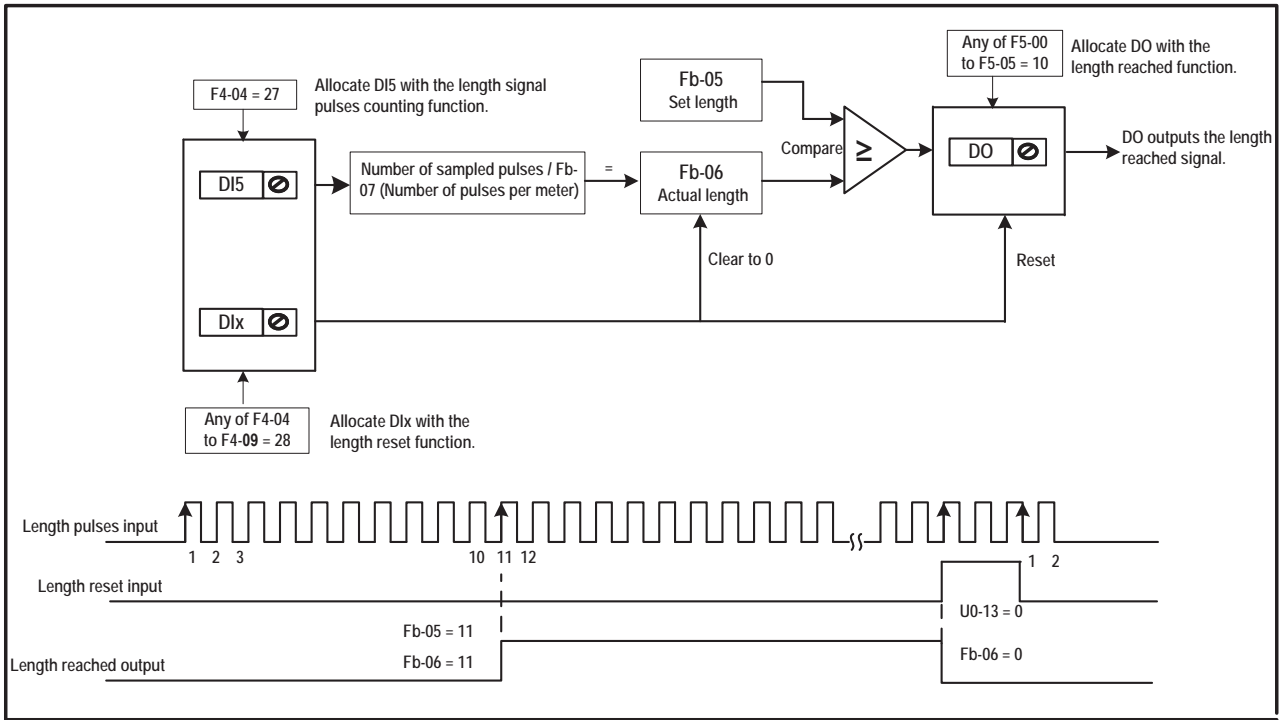 Any of F5-00
to F5-05 = 10
Allocate DO with the
length reached function.
F4-04 = 27
Allocate DI5 with the length signal
pulses counting function.
Fb-05
Set length
DI5
Number of sampled pulses / Fb-
07 (Number of pulses per meter)
=
Fb-06
Actual length
Compare
≥
DO
DO outputs the length
reached signal.
Clear to 0
Reset
DIx
Any of F4-04
to F4-09 = 28
Allocate DIx with the
length reset function.
Length pulses input
1 2 3 10 11 12 1 2
Length reset input
U0-13 = 0
Fb-05 = 11
Fb-06 = 11
Fb-06 = 0
Length reached output